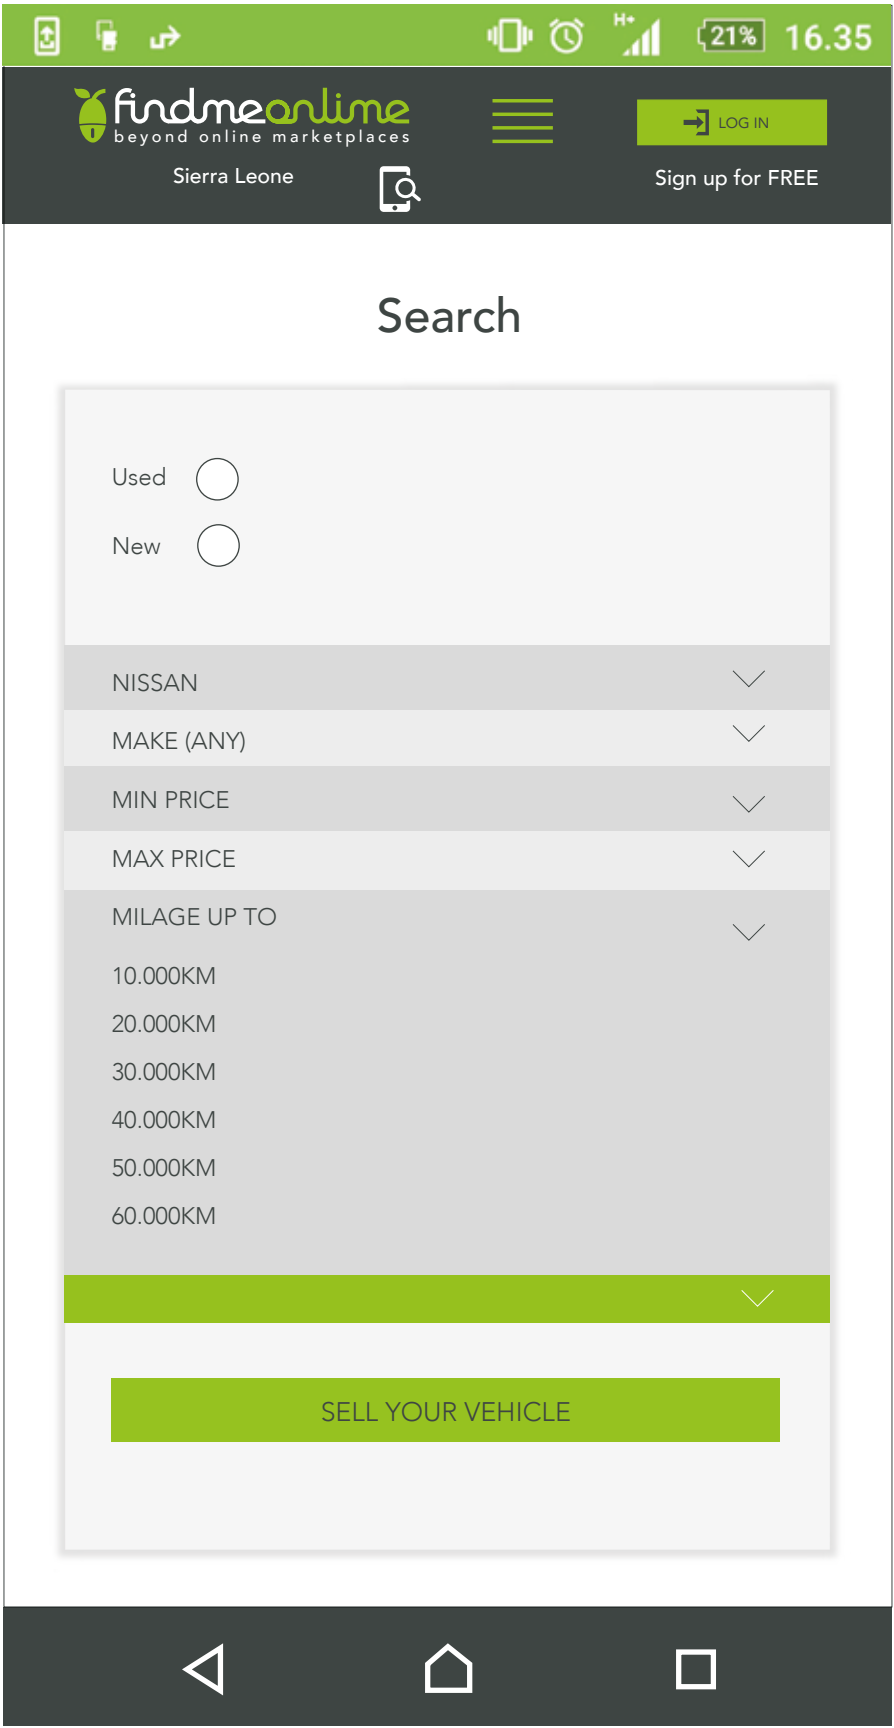 H+
21%
16.35
findmeonlime
beyond online marketplaces
LOG IN
Sierra Leone
Sign up for FREE
Search
Used
New
NISSAN
MAKE (ANY)
MIN PRICE
MAX PRICE
MILAGE UP TO
10.000KM
20.000KM
30.000KM
40.000KM
50.000KM
60.000KM
SELL YOUR VEHICLE